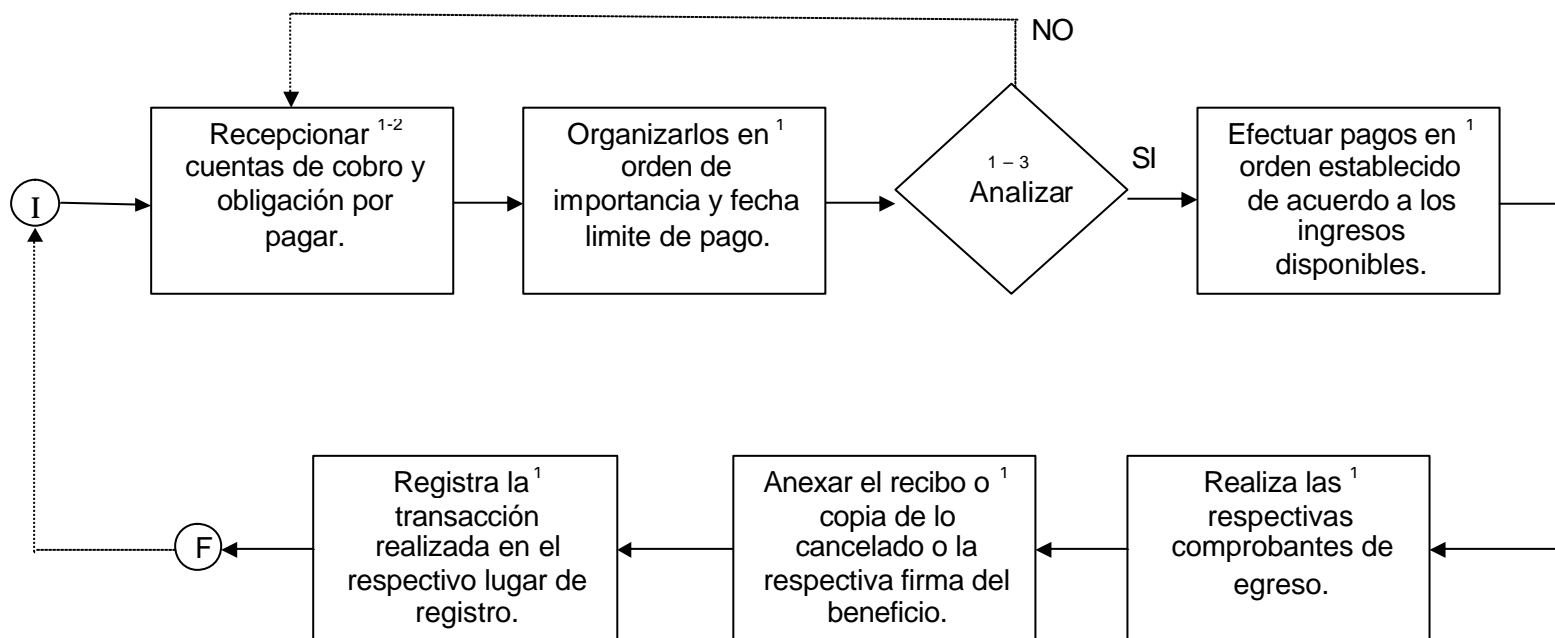 NO
I
Recepcionar 1-2
cuentas de cobro y
obligación por
pagar.
Organizarlos en 1
orden de
importancia y fecha
limite de pago.
1 – 3
Analizar
SI
Efectuar pagos en 1
orden establecido
de acuerdo a los
ingresos
disponibles.
F
Registra la 1
transacción
realizada en el
respectivo lugar de
registro.
Anexar el recibo o 1
copia de lo
cancelado o la
respectiva firma del
beneficio.
Realiza las 1
respectivas
comprobantes de
egreso.